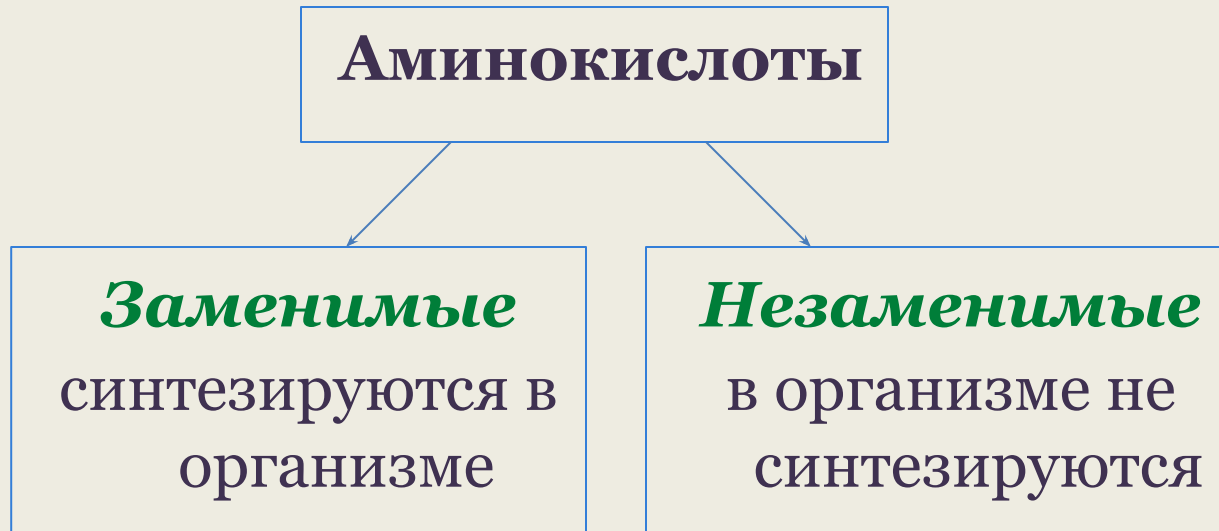 Аминокислоты
Заменимые
синтезируются в
организме
Незаменимые
в организме не
синтезируются